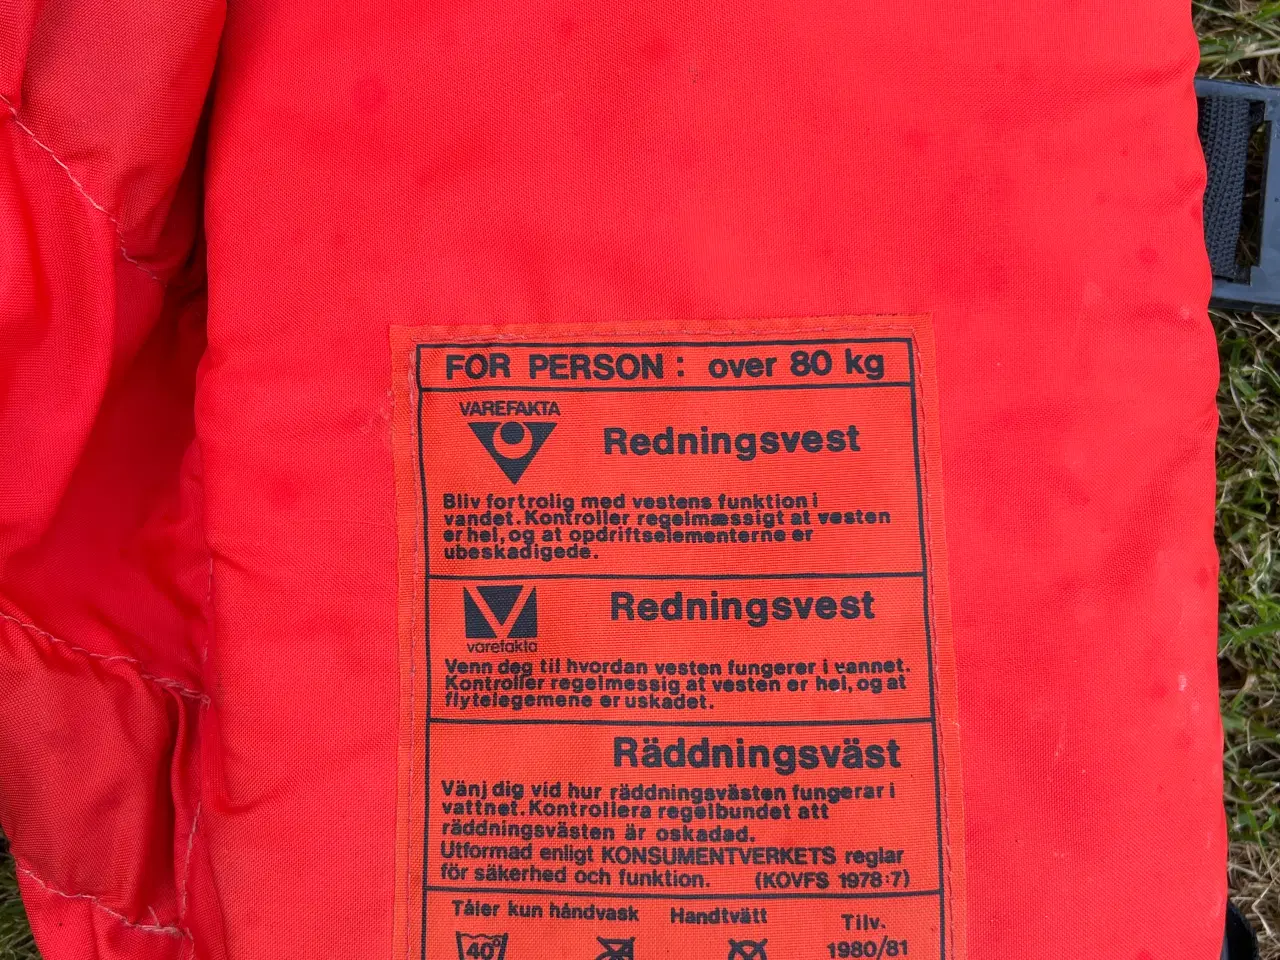 FOR PERSON : over 80 kg
VAREFAKTA
Redningsvest
Bliv fortrolig med vestens funktion i
vandet. Kontroller regelmæssigt at vesten
er hel, og at opdriftselementerne er
ubeskadigede.
Redningsvest
varefakta
Venn deg til hvordan vesten fungerer i vannet.
Kontroller regelmessig at vesten er hel, og at
flytelegemene er uskadet.
Räddningsväst
Vänj dig vid hur räddningsvästen fungerar i
vattnet. Kontrollera regelbundet att
räddningsvästen är oskadad.
Utformad enligt KONSUMENTVERKETS reglar
för säkerhed och funktion. (KOVFS 1978:7)
Tåler kun håndvask Handtvätt Tilv.
40° 1980/81